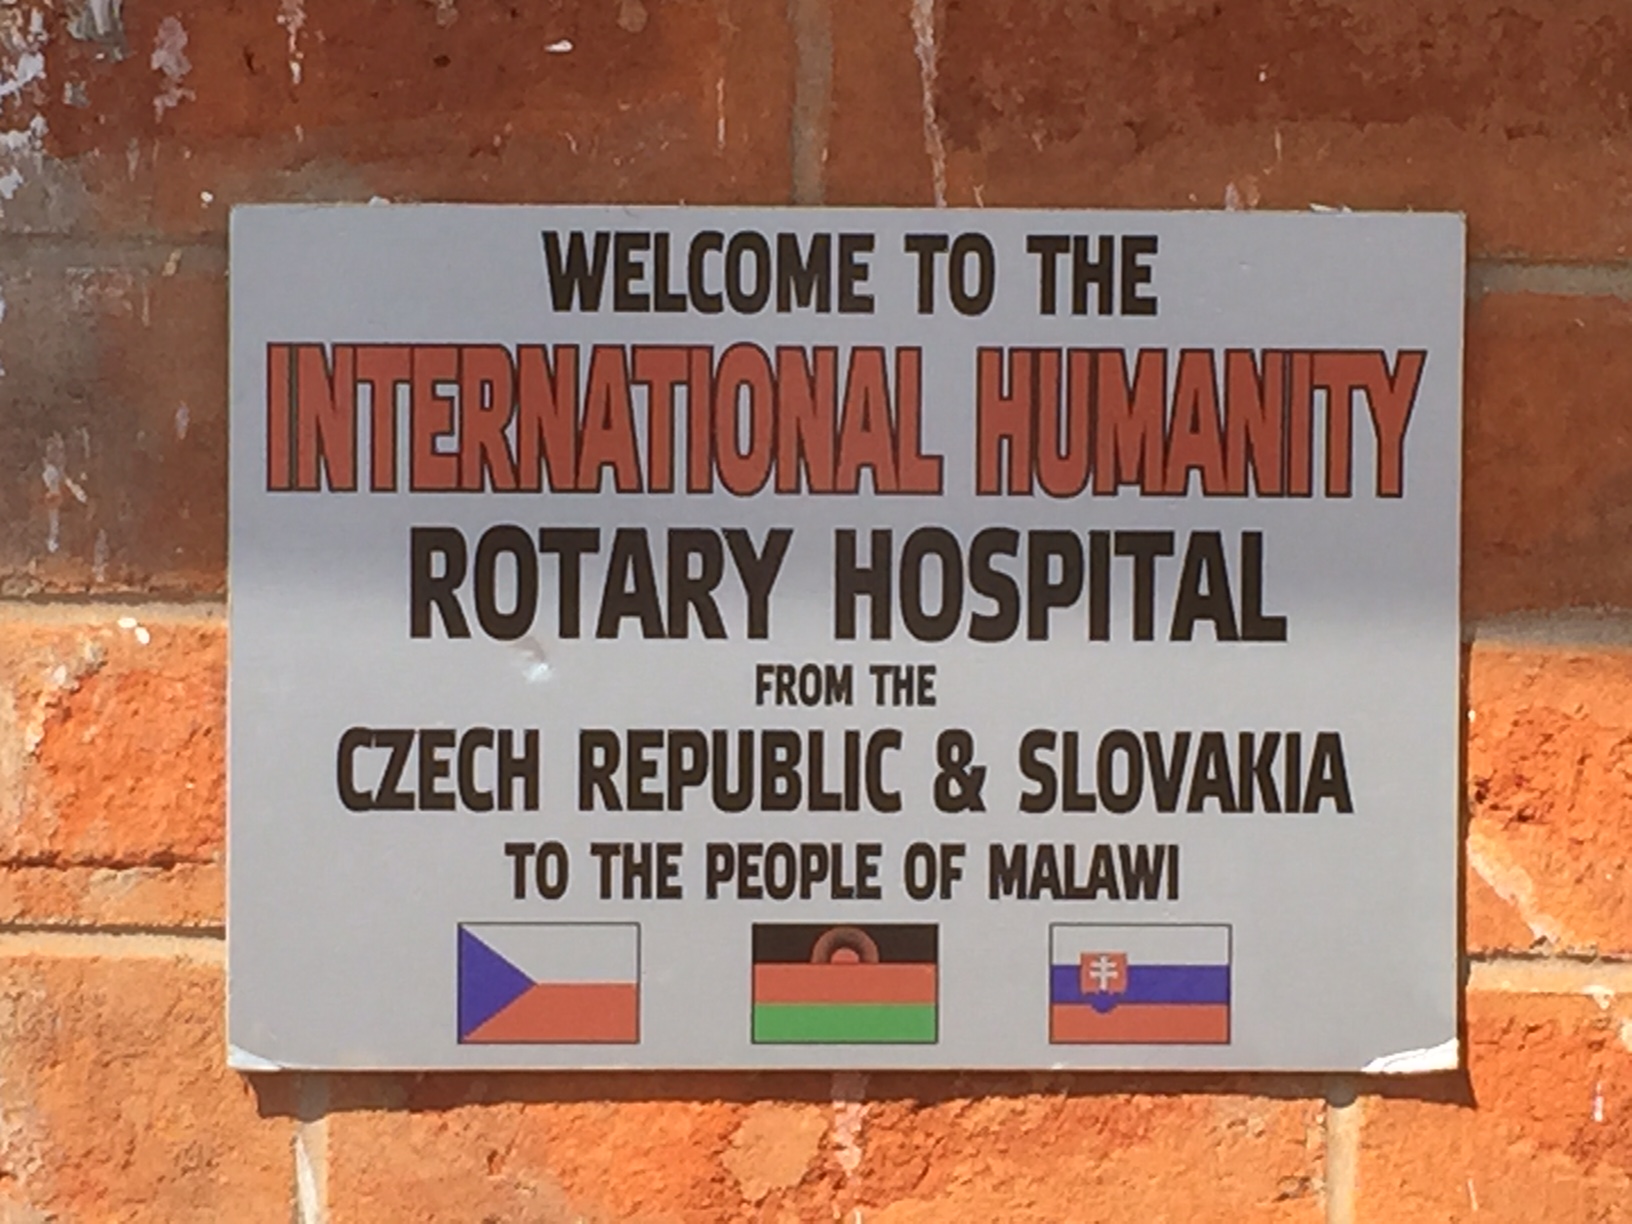 WELCOME TO THE
INTERNATIONAL HUMANITY
ROTARY HOSPITAL
FROM THE
CZECH REPUBLIC & SLOVAKIA
TO THE PEOPLE OF MALAWI